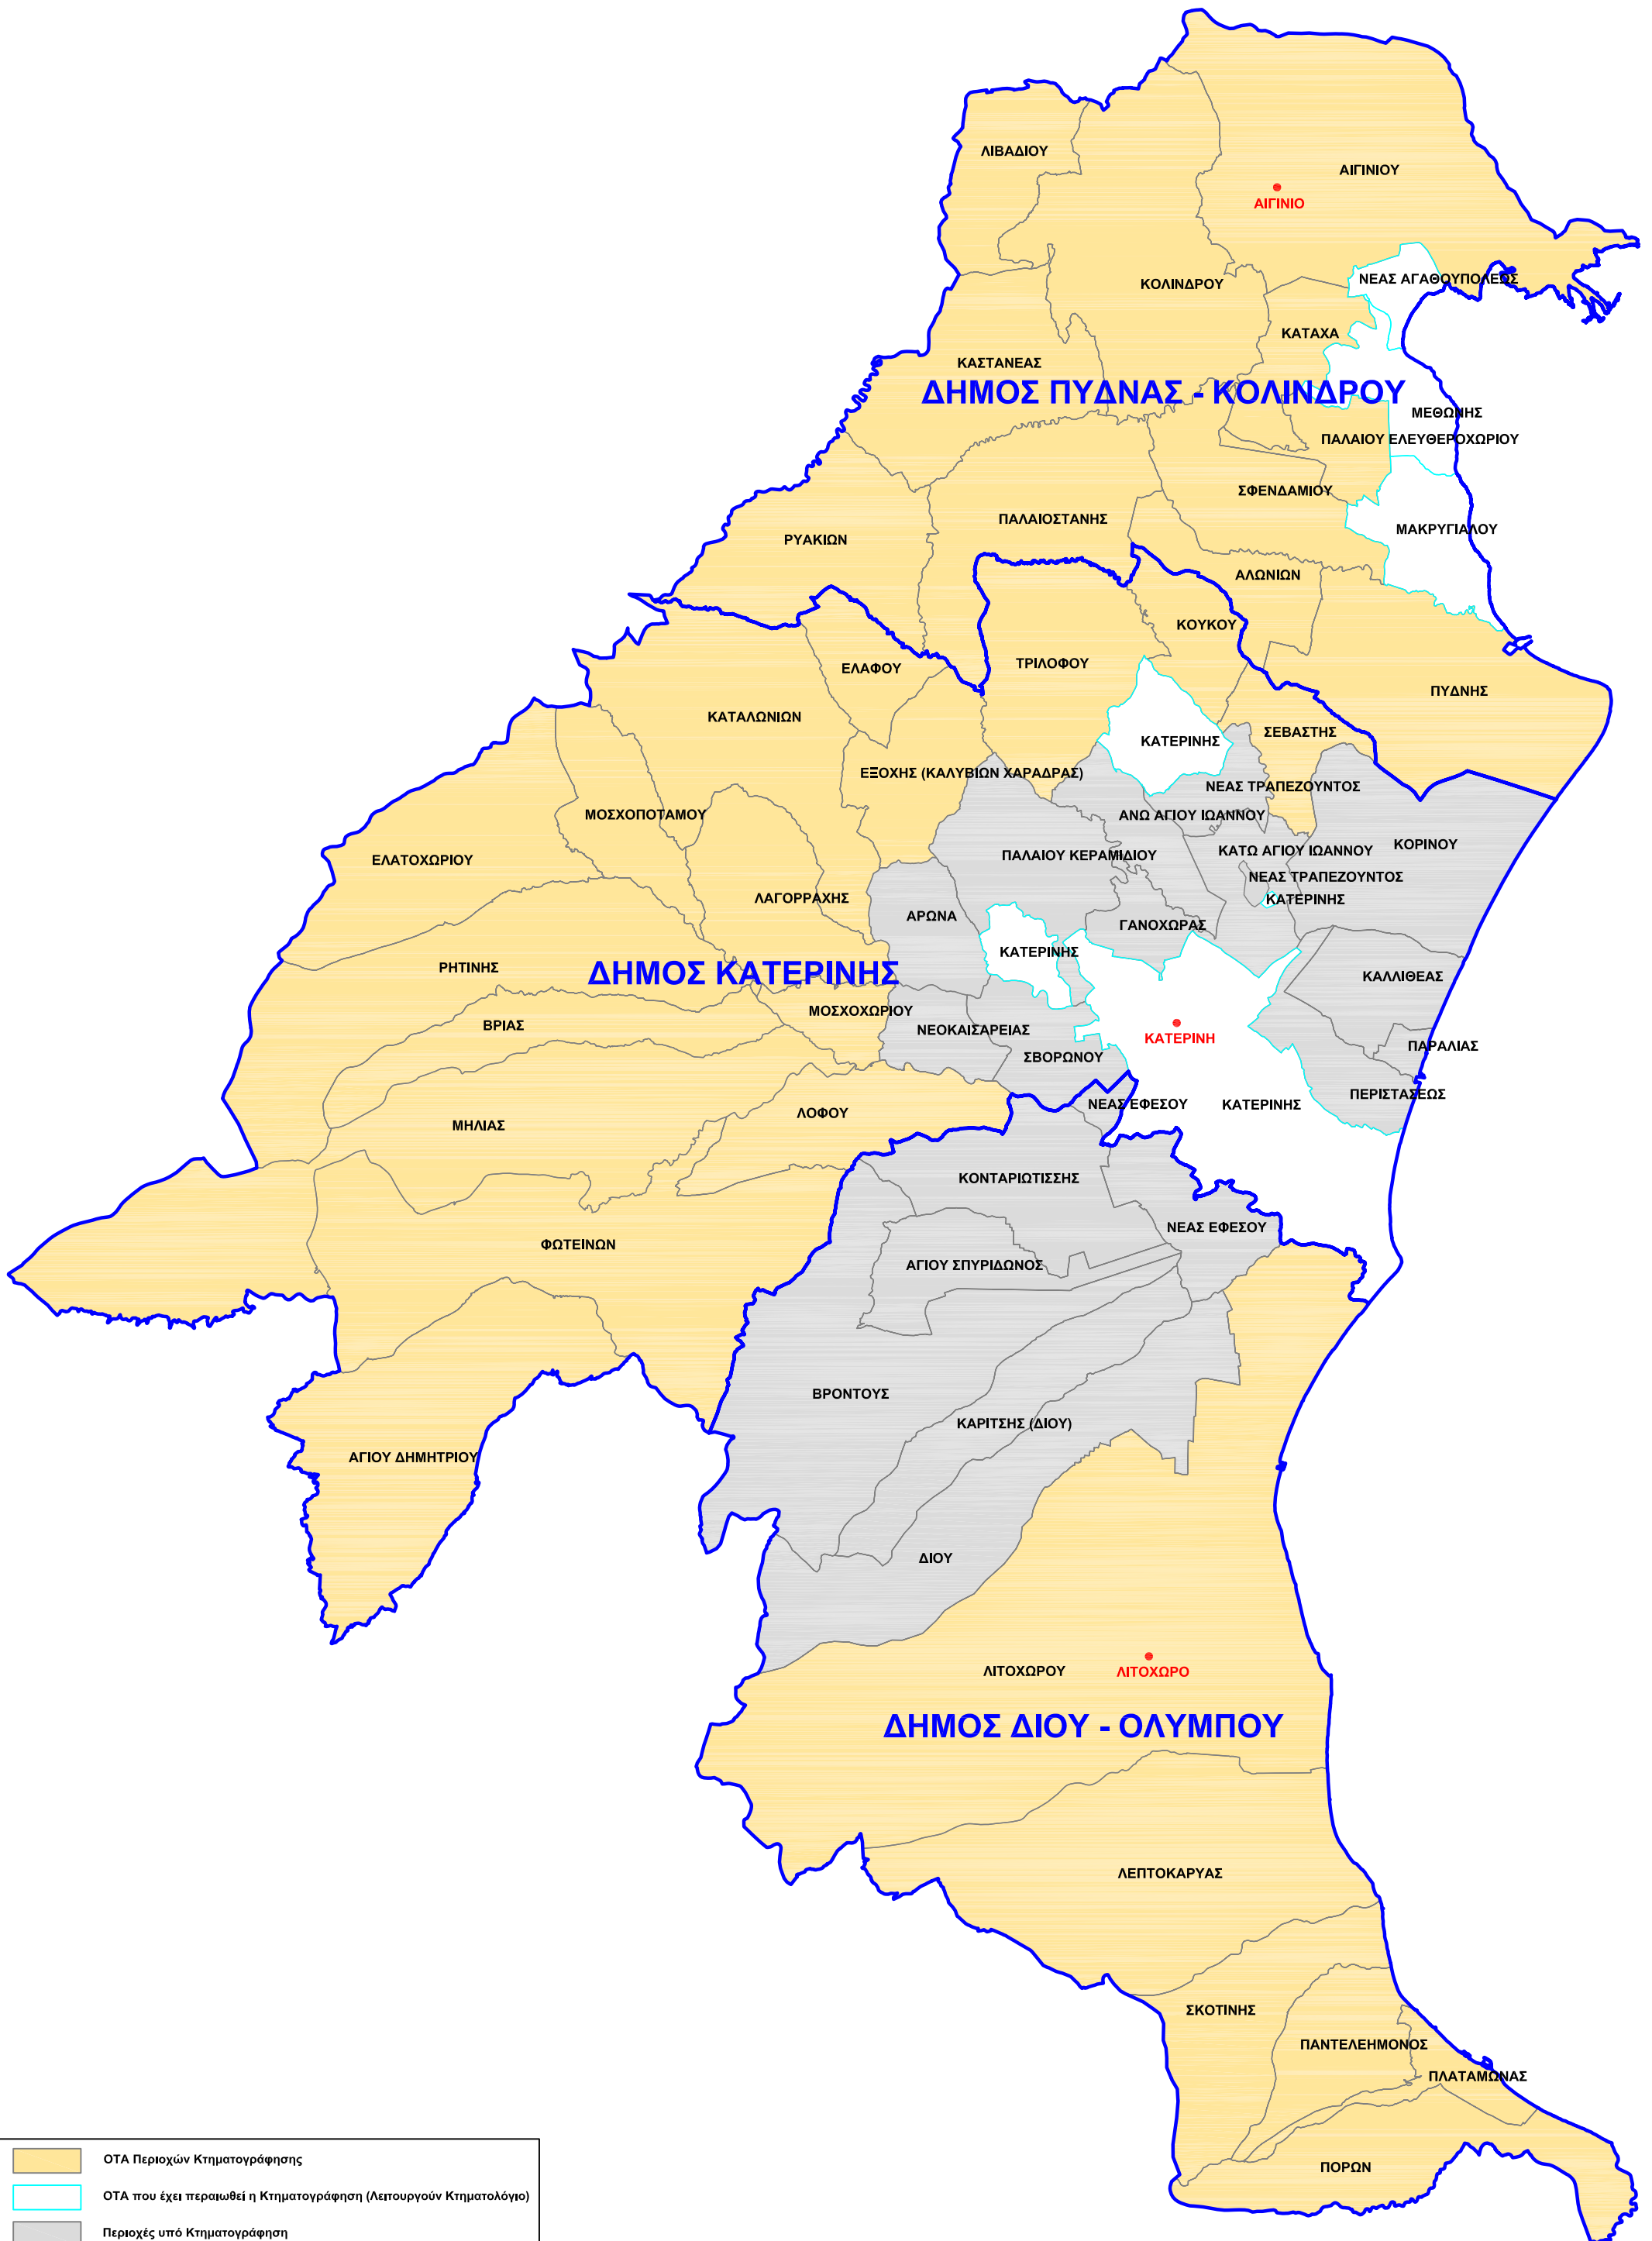 ΛΙΒΑΔΙΟΥ
ΑΙΓΙΝΙΟΥ
ΑΙΓΙΝΙΟ
ΝΕΑΣ ΑΓΑΘΟΥΠΟΛΕΩΣ
ΚΟΛΙΝΔΡΟΥ
ΚΑΤΑΧΑ
ΚΑΣΤΑΝΕΑΣ
ΔΗΜΟΣ ΠΥΔΝΑΣ - ΚΟΛΙΝΔΡΟΥ
ΜΕΘΩΝΗΣ
ΠΑΛΑΙΟΥ ΕΛΕΥΘΕΡΟΧΩΡΙΟΥ
ΣΦΕΝΔΑΜΙΟΥ
ΠΑΛΑΙΟΣΤΑΝΗΣ
ΜΑΚΡΥΓΙΑΛΟΥ
ΡΥΑΚΙΩΝ
ΑΛΩΝΙΩΝ
ΚΟΥΚΟΥ
ΤΡΙΛΟΦΟΥ
ΕΛΑΦΟΥ
ΠΥΔΝΗΣ
ΚΑΤΑΛΩΝΙΩΝ
ΣΕΒΑΣΤΗΣ
ΚΑΤΕΡΙΝΗΣ
ΕΞΟΧΗΣ (ΚΑΛΥΒΙΩΝ ΧΑΡΑΔΡΑΣ)
ΝΕΑΣ ΤΡΑΠΕΖΟΥΝΤΟΣ
ΜΟΣΧΟΠΟΤΑΜΟΥ
ΑΝΩ ΑΓΙΟΥ ΙΩΑΝΝΟΥ
ΚΟΡΙΝΟΥ
ΚΑΤΩ ΑΓΙΟΥ ΙΩΑΝΝΟΥ
ΕΛΑΤΟΧΩΡΙΟΥ
ΠΑΛΑΙΟΥ ΚΕΡΑΜΙΔΙΟΥ
ΝΕΑΣ ΤΡΑΠΕΖΟΥΝΤΟΣ
ΛΑΓΟΡΡΑΧΗΣ
ΚΑΤΕΡΙΝΗΣ
ΑΡΩΝΑ
ΓΑΝΟΧΩΡΑΣ
ΚΑΤΕΡΙΝΗΣ
ΡΗΤΙΝΗΣ
ΔΗΜΟΣ ΚΑΤΕΡΙΝΗΣ
ΚΑΛΛΙΘΕΑΣ
ΜΟΣΧΟΧΩΡΙΟΥ
ΒΡΙΑΣ
ΝΕΟΚΑΙΣΑΡΕΙΑΣ
ΚΑΤΕΡΙΝΗ
ΠΑΡΑΛΙΑΣ
ΣΒΟΡΩΝΟΥ
ΠΕΡΙΣΤΑΣΕΩΣ
ΝΕΑΣ ΕΦΕΣΟΥ
ΚΑΤΕΡΙΝΗΣ
ΛΟΦΟΥ
ΜΗΛΙΑΣ
ΚΟΝΤΑΡΙΩΤΙΣΣΗΣ
ΝΕΑΣ ΕΦΕΣΟΥ
ΦΩΤΕΙΝΩΝ
ΑΓΙΟΥ ΣΠΥΡΙΔΩΝΟΣ
ΒΡΟΝΤΟΥΣ
ΚΑΡΙΤΣΗΣ (ΔΙΟΥ)
ΑΓΙΟΥ ΔΗΜΗΤΡΙΟΥ
ΔΙΟΥ
ΛΙΤΟΧΩΡΟΥ
ΛΙΤΟΧΩΡΟ
ΔΗΜΟΣ ΔΙΟΥ - ΟΛΥΜΠΟΥ
ΛΕΠΤΟΚΑΡΥΑΣ
ΣΚΟΤΙΝΗΣ
ΠΑΝΤΕΛΕΗΜΟΝΟΣ
ΠΛΑΤΑΜΩΝΑΣ
ΠΟΡΩΝ
ΟΤΑ Περιοχών Κτηματογράφησης
ΟΤΑ που έχει περαιωθεί η Κτηματογράφηση (Λειτουργούν Κτηματολόγιο)
Περιοχές υπό Κτηματογράφηση